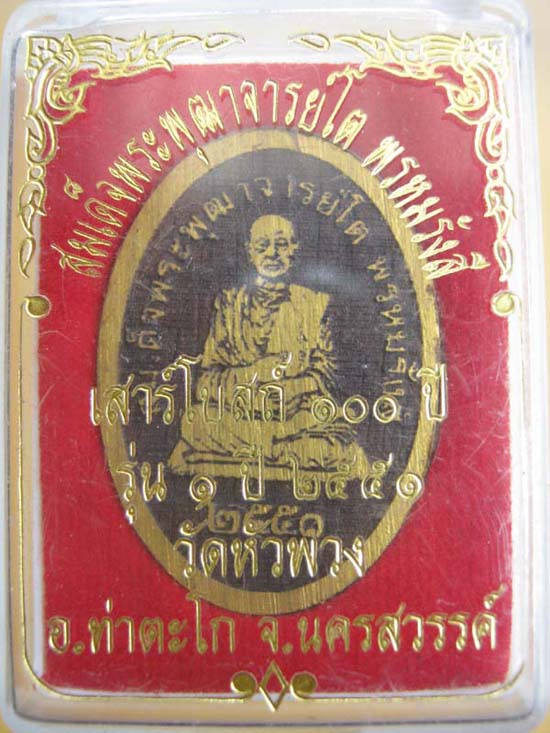 สมเด็จพระพุฒาจารย์โต พรหมรังสี
สมเด็จพระพุฒาจารย์โต พรหมรังสี
เสาร์โบสถ์ ๑๐๐ ปี
รุ่น ๑ ปี ๒๕๕๑
๒๕๕๑
วัดหัวพวง
อ.ท่าตะโก จ.นครสวรรค์